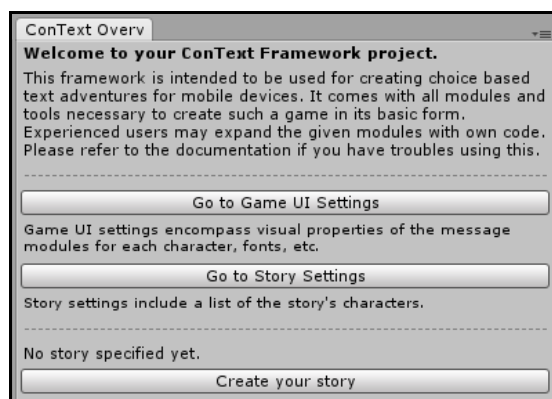 ConText Overv
Welcome to your ConText Framework project.
This framework is intended to be used for creating choice based
text adventures for mobile devices. It comes with all modules and
tools necessary to create such a game in its basic form.
Experienced users may expand the given modules with own code.
Please refer to the documentation if you have troubles using this.
Go to Game UI Settings
Game UI settings encompass visual properties of the message
modules for each character, fonts, etc.
Go to Story Settings
Story settings include a list of the story's characters.
No story specified yet.
Create your story